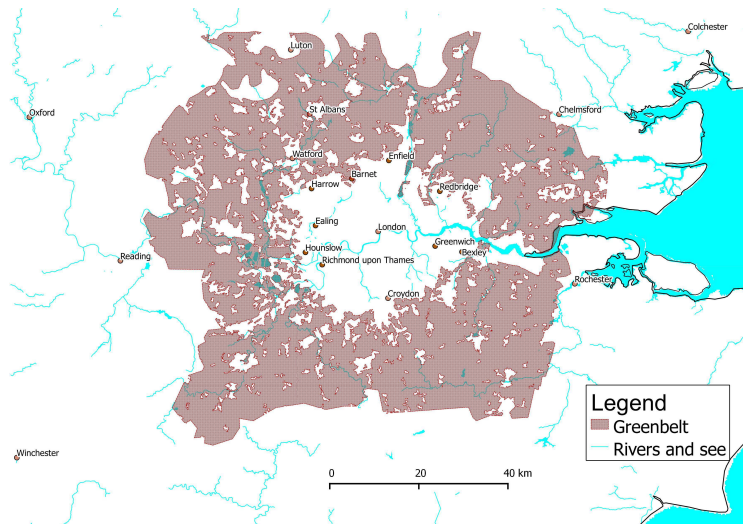 Colchester
Luton
Oxford
St Albans
Chelmsford
Watford
Enfield
Barnet
Harrow
Redbridge
Ealing
London
Greenwich
Hounslow
Bexley
Reading
Richmond upon Thames
Rochester
Croydon
Legend
Greenbelt
Rivers and see
Winchester
0 20 40 km